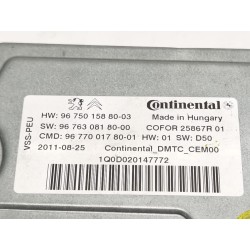 Continental
HW: 96 750 158 80-03 Made in Hungary
SW: 96 763 081 80-00 COFOR 25867R 01
CMD: 96 770 017 80-01 HW: 01 SW: D50
2011-08-25 Continental_DMTC_CEM00
1Q0D020147772
VSS-PEU